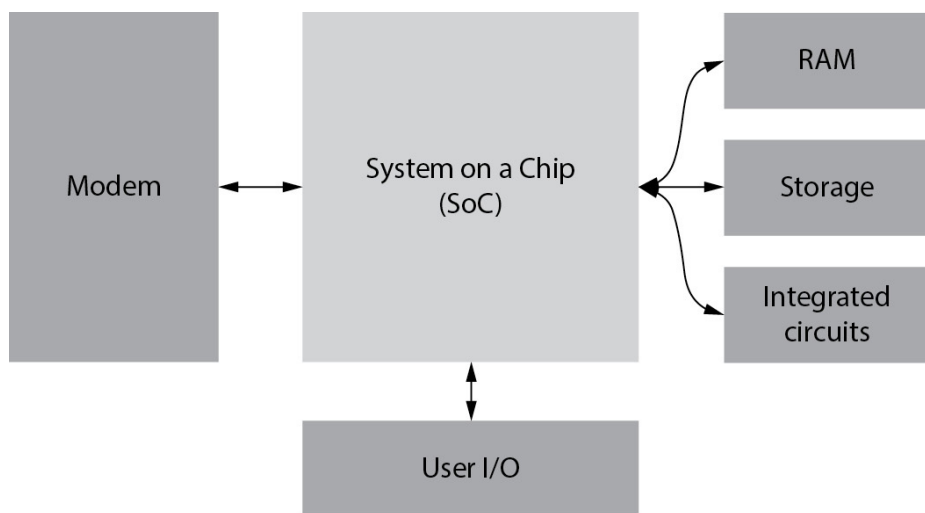 Modem
System on a Chip
(SoC)
RAM
Storage
Integrated
circuits
User I/O